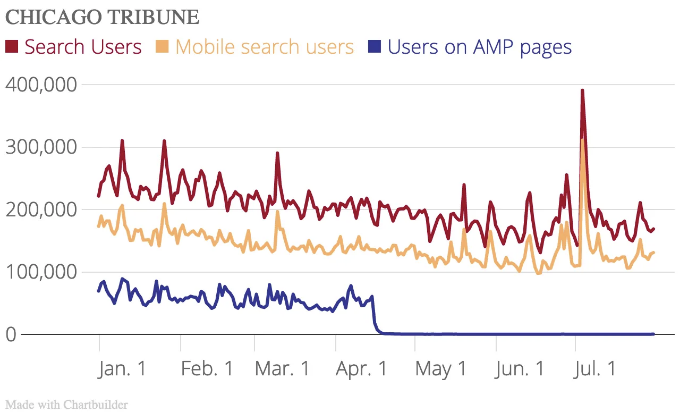 CHICAGO TRIBUNE
Search Users Mobile search users Users on AMP pages
400,000
300,000
200,000
100,000
0
Jan. 1 Feb. 1 Mar. 1 Apr. 1 May 1 Jun. 1 Jul. 1
Made with Chartbuilder